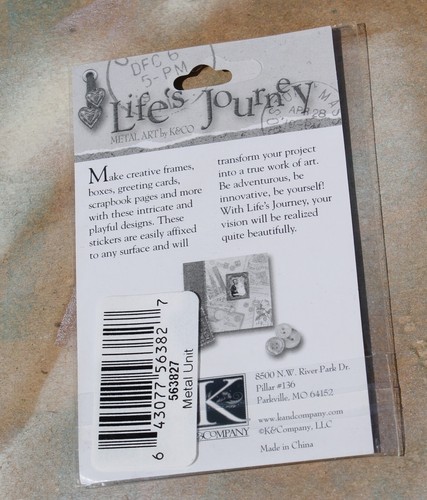 DEC 6
5-PM
Life's Journey
METAL ART by K&CO
APR 28
Make creative frames,
boxes, greeting cards,
scrapbook pages and more
with these intricate and
playful designs. These
stickers are easily affixed
to any surface and will
transform your project
into a true work of art.
Be adventurous, be
innovative, be yourself!
With Life's Journey, your
vision will be realized
quite beautifully.
6 43077 56382 7
563827
Metal Unit
K
&COMPANY
8500 N.W. River Park Dr.
Pillar #136
Parkville, MO 64152
www.kandcompany.com
©K&Company, LLC
Made in China